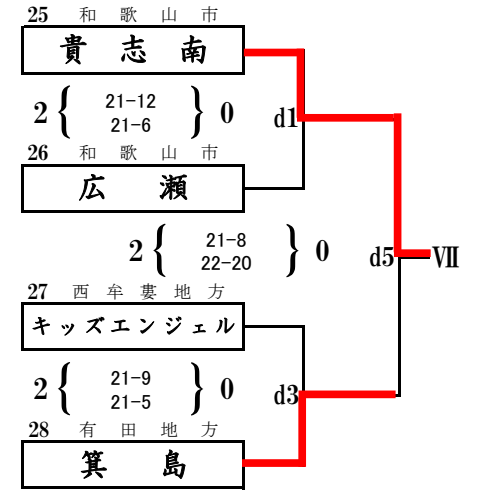 25 和歌山市
貴志南
2 { 21-12 } 0
21-6
d1
26 和歌山市
広瀬
2 { 21-8 } 0
22-20
d5 Ⅶ
27 西牟婁地方
キッズエンジェル
2 { 21-9 } 0
21-5
d3
28 有田地方
箕島